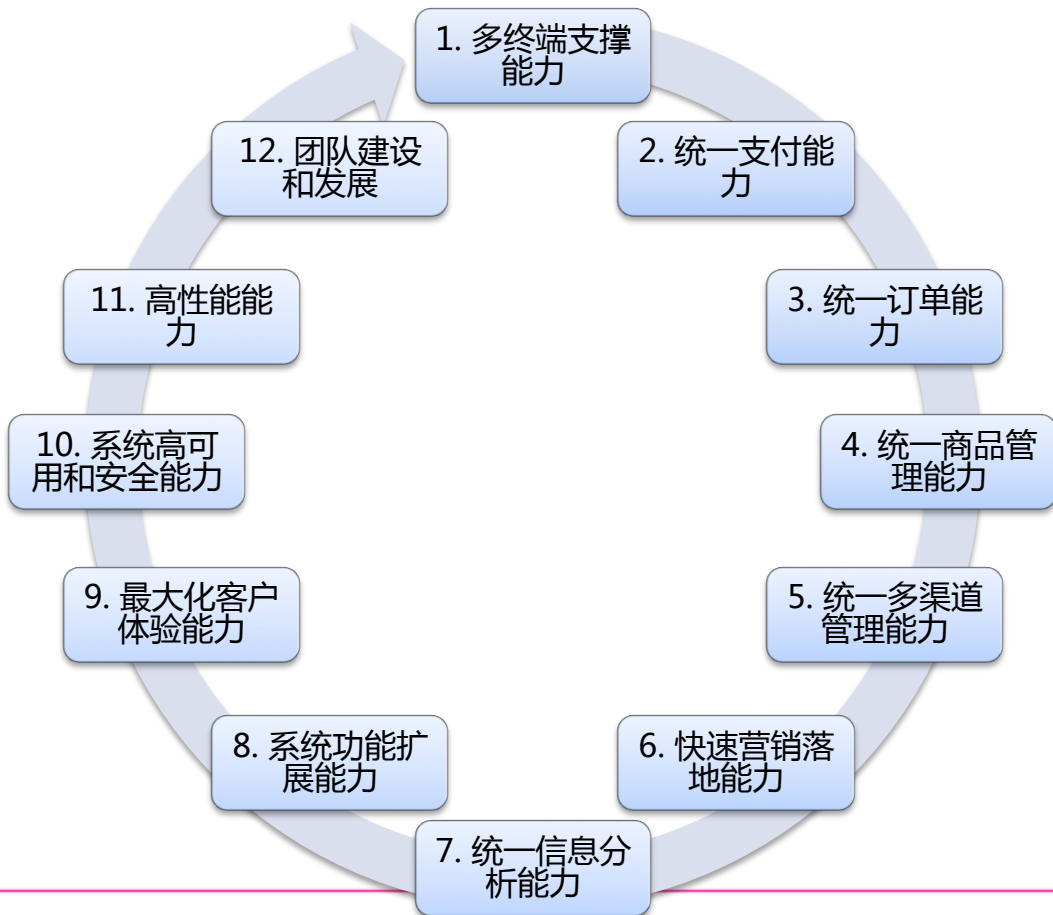 1. 多终端支撑
能力
2. 统一支付能
力
3. 统一订单能
力
4. 统一商品管
理能力
5. 统一多渠道
管理能力
6. 快速营销落
地能力
7. 统一信息分
析能力
8. 系统功能扩
展能力
9. 最大化客户
体验能力
10. 系统高可
用和安全能力
11. 高性能能
力
12. 团队建设
和发展